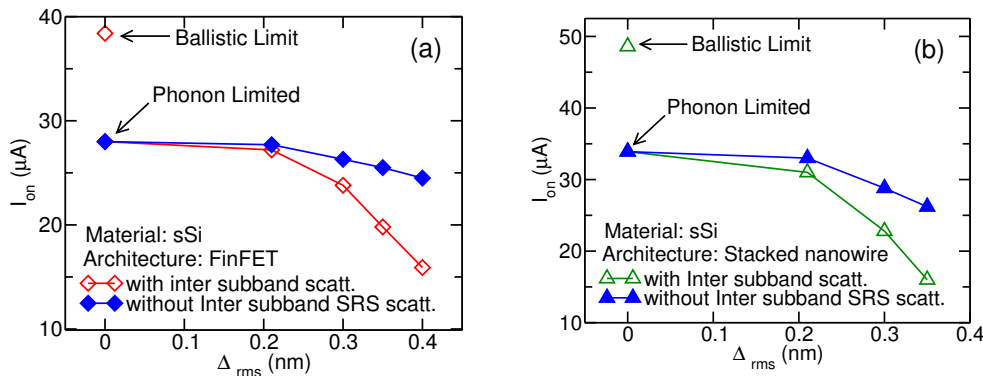 40
30
20
10
I_on (μA)
(a)
Ballistic Limit
Phonon Limited
Material: sSi
Architecture: FinFET
with inter subband scatt.
without Inter subband SRS scatt.
0 0.1 0.2 0.3 0.4
Δ_rms (nm)
50
40
30
20
10
I_on (μA)
(b)
Ballistic Limit
Phonon Limited
Material: sSi
Architecture: Stacked nanowire
with Inter subband scatt.
without Inter subband SRS scatt.
0 0.1 0.2 0.3 0.4
Δ_rms (nm)